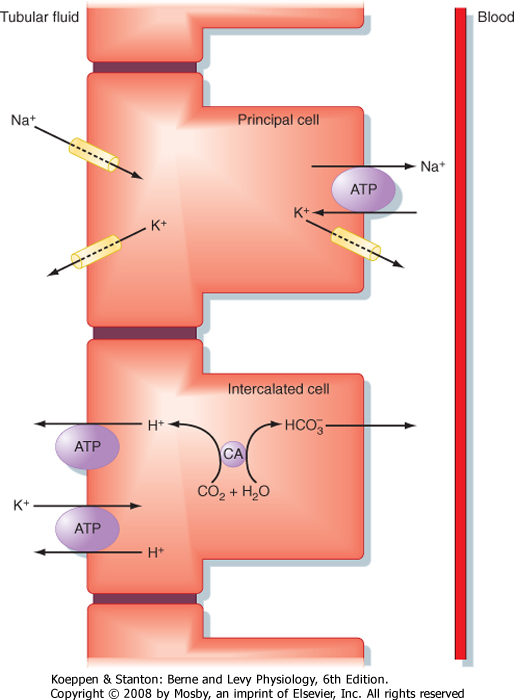 Tubular fluid
Blood
Na⁺
Principal cell
Na⁺
ATP
K⁺
K⁺
Intercalated cell
H⁺
HCO₃⁻
ATP
CA
CO₂ + H₂O
K⁺
ATP
H⁺
Koeppen & Stanton: Berne and Levy Physiology, 6th Edition.
Copyright © 2008 by Mosby, an imprint of Elsevier, Inc. All rights reserved